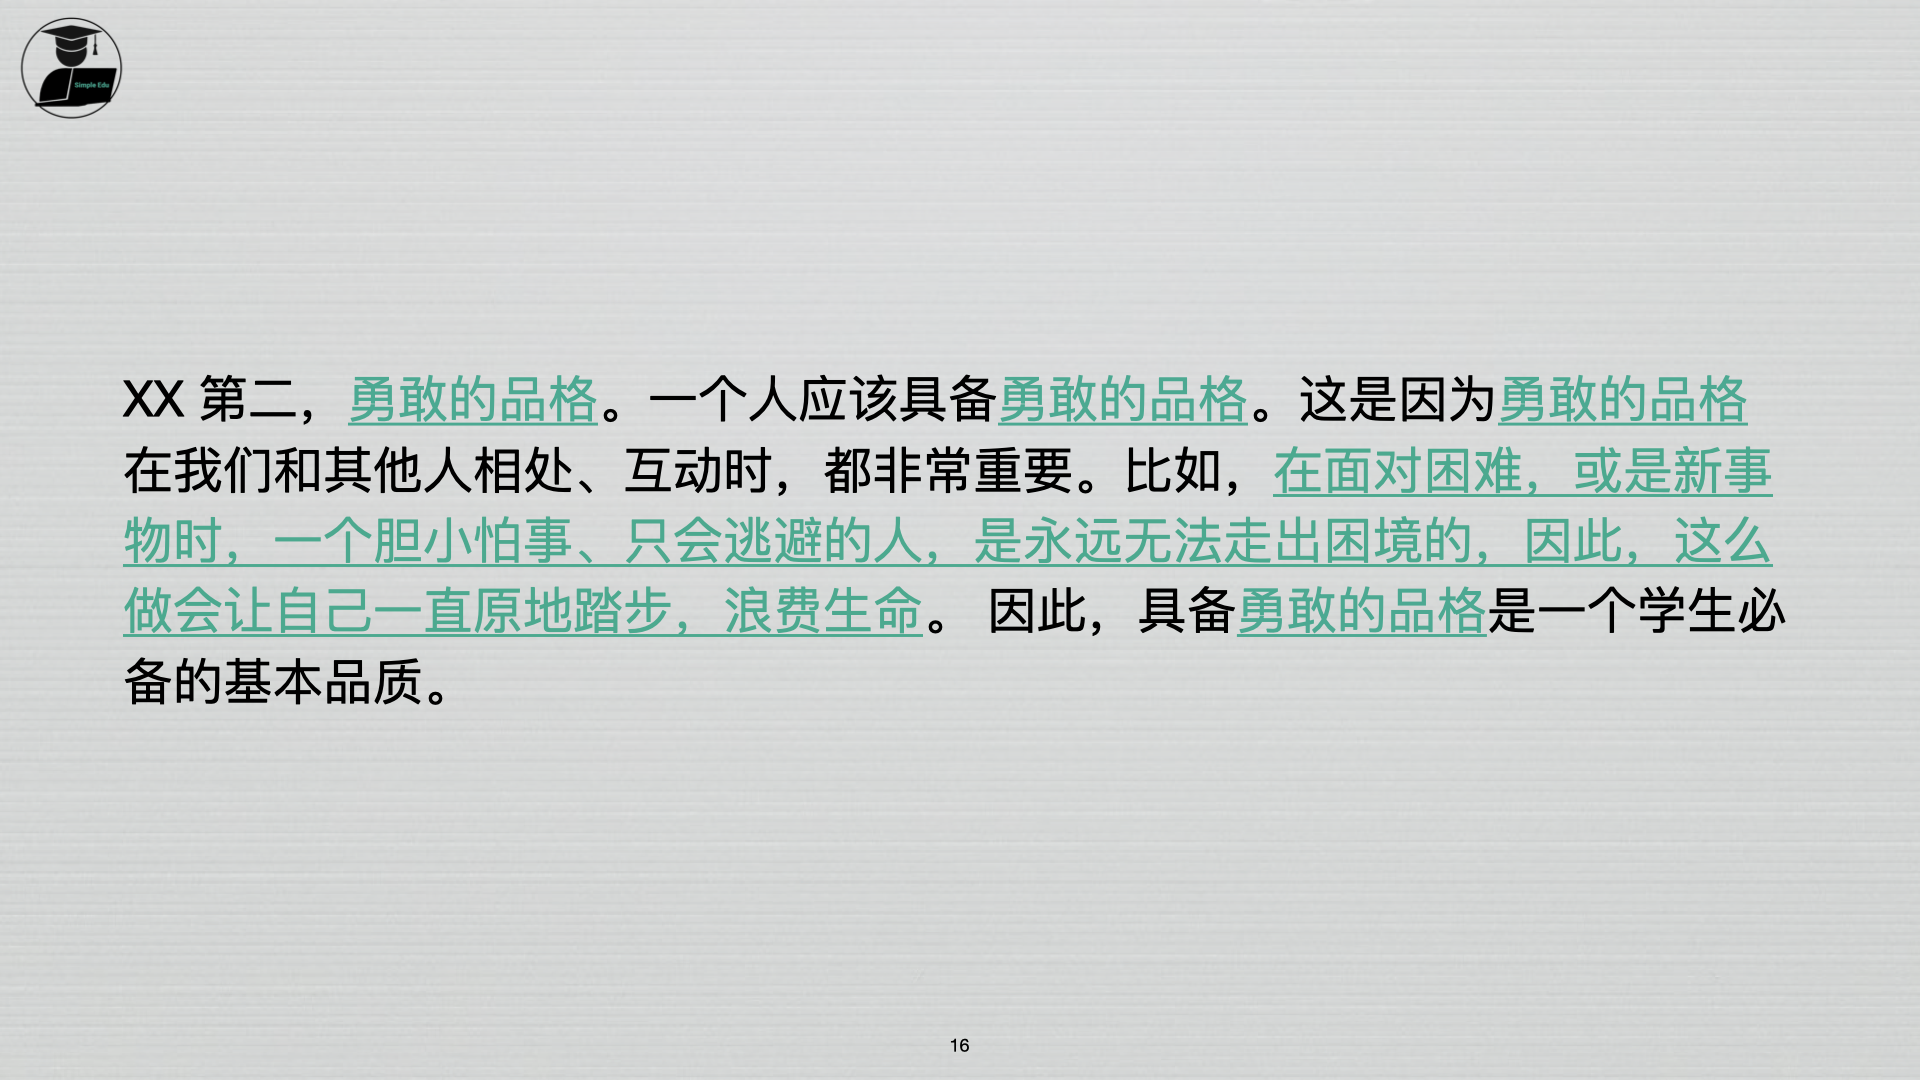 Simple Edu
XX 第二，勇敢的品格。一个人应该具备勇敢的品格。这是因为勇敢的品格
在我们和其他人相处、互动时，都非常重要。比如，在面对困难，或是新事
物时，一个胆小怕事、只会逃避的人，是永远无法走出困境的，因此，这么
做会让自己一直原地踏步，浪费生命。 因此，具备勇敢的品格是一个学生必
备的基本品质。
16